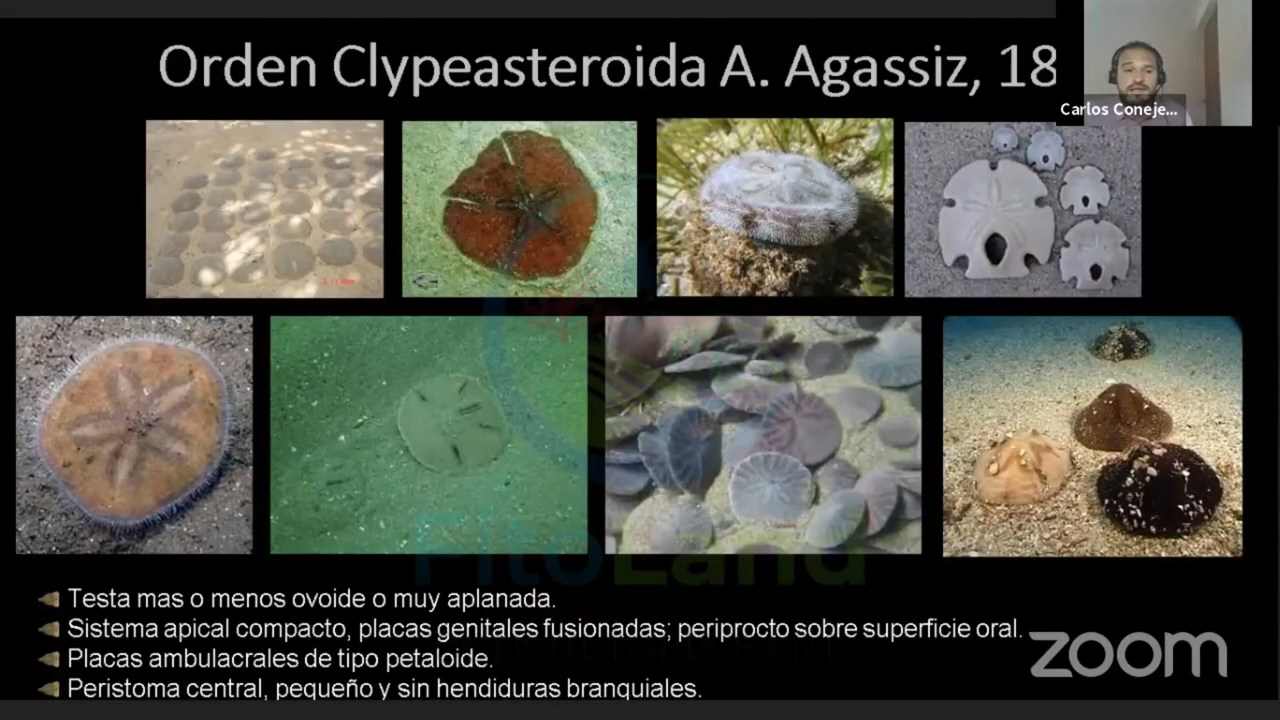 Orden Clypeasteroida A. Agassiz, 18
Carlos Coneje...
FitoLand
Testa mas o menos ovoide o muy aplanada.
Sistema apical compacto, placas genitales fusionadas; periprocto sobre superficie oral.
Placas ambulacrales de tipo petaloide.
Peristoma central, pequeño y sin hendiduras branquiales.
zoom